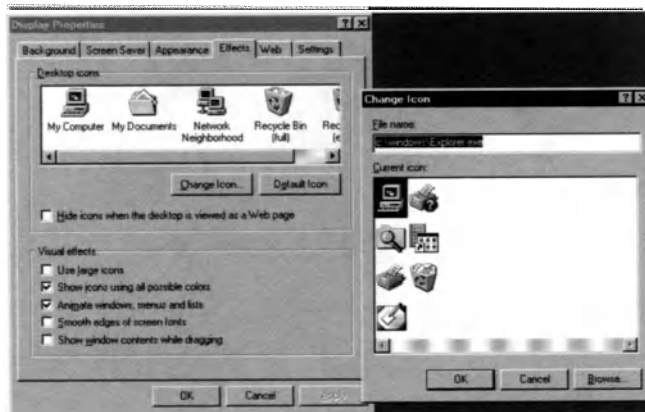 Display Properties
Background Screen Saver Appearance Effects Web Settings
Desktop icons
My Computer My Documents Network Neighborhood Recycle Bin (full) Rec (e
Change Icon... Default Icon
Hide icons when the desktop is viewed as a Web page
Visual effects
Use large icons
Show icons using all possible colors
Animate windows, menus and lists
Smooth edges of screen fonts
Show window contents while dragging
OK Cancel Apply
Change Icon
File name:
c:\windows\Explorer.exe
Current icon:
OK Cancel Browse...